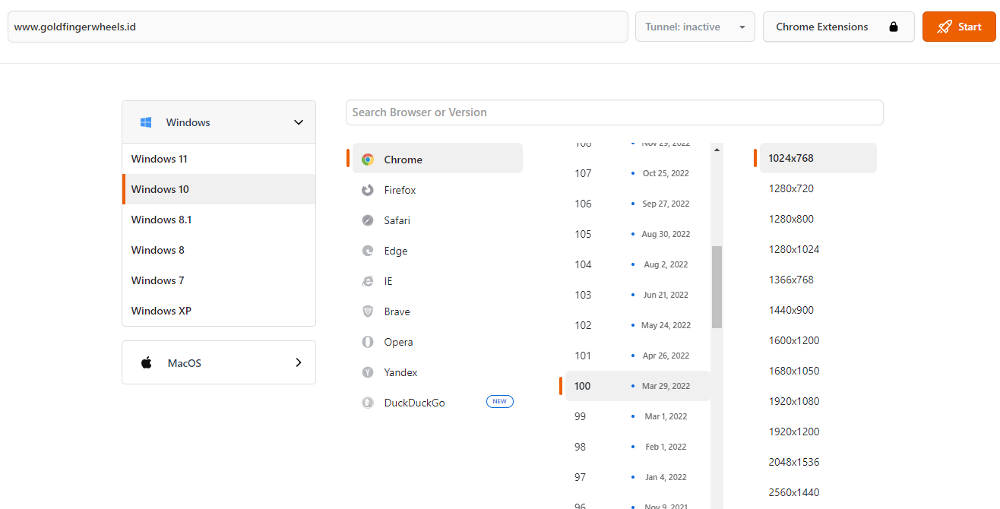 www.goldfingerwheels.id
Tunnel: inactive
Chrome Extensions
Start
Windows
Windows 11
Windows 10
Windows 8.1
Windows 8
Windows 7
Windows XP
MacOS
Search Browser or Version
Chrome
Firefox
Safari
Edge
IE
Brave
Opera
Yandex
DuckDuckGo NEW
108 Nov 29, 2022
107 Oct 25, 2022
106 Sep 27, 2022
105 Aug 30, 2022
104 Aug 2, 2022
103 Jun 21, 2022
102 May 24, 2022
101 Apr 26, 2022
100 Mar 29, 2022
99 Mar 1, 2022
98 Feb 1, 2022
97 Jan 4, 2022
96 Nov 9, 2021
1024x768
1280x720
1280x800
1280x1024
1366x768
1440x900
1600x1200
1680x1050
1920x1080
1920x1200
2048x1536
2560x1440